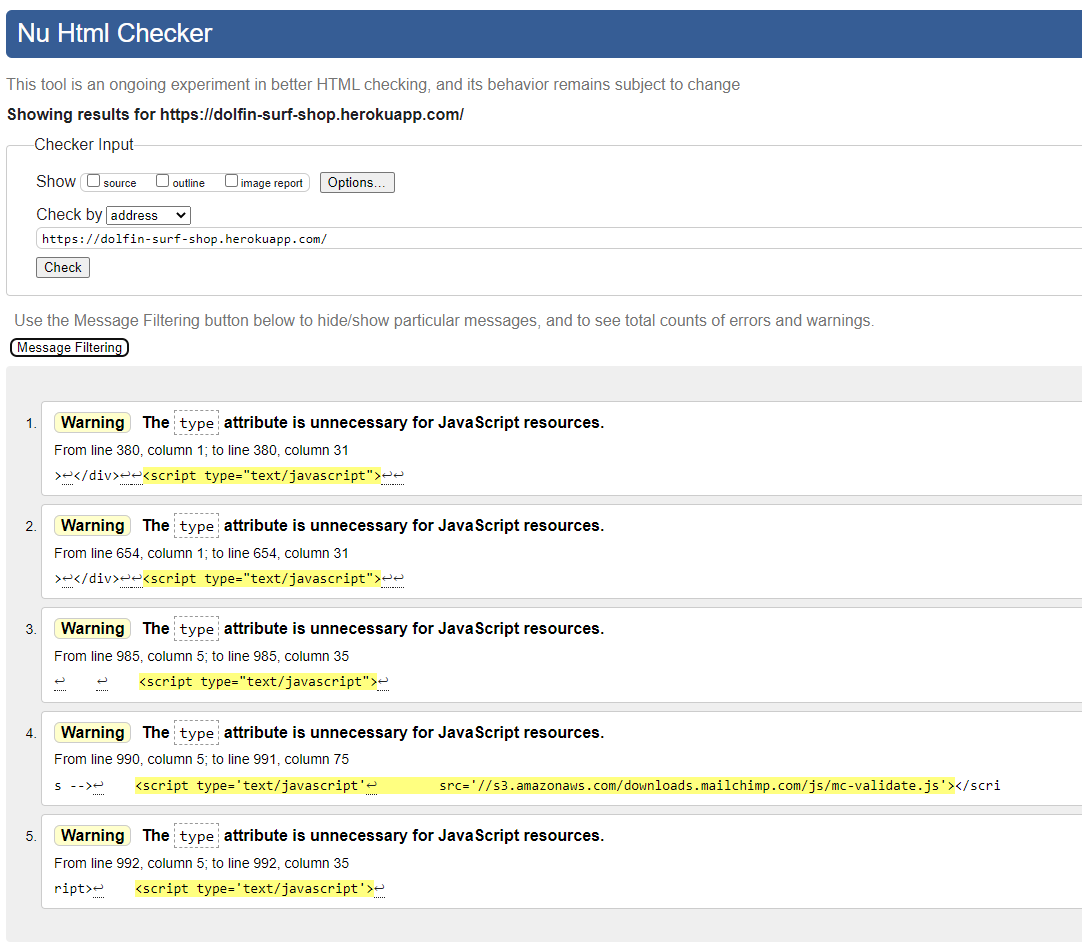 Nu Html Checker
This tool is an ongoing experiment in better HTML checking, and its behavior remains subject to change
Showing results for https://dolfin-surf-shop.herokuapp.com/
Checker Input
Show source outline image report Options...
Check by address
https://dolfin-surf-shop.herokuapp.com/
Check
Use the Message Filtering button below to hide/show particular messages, and to see total counts of errors and warnings.
Message Filtering
1. Warning The type attribute is unnecessary for JavaScript resources.
From line 380, column 1; to line 380, column 31
>↩</div>↩↩<script type="text/javascript">↩↩
2. Warning The type attribute is unnecessary for JavaScript resources.
From line 654, column 1; to line 654, column 31
>↩</div>↩↩<script type="text/javascript">↩↩
3. Warning The type attribute is unnecessary for JavaScript resources.
From line 985, column 5; to line 985, column 35
↩    ↩    <script type="text/javascript">↩
4. Warning The type attribute is unnecessary for JavaScript resources.
From line 990, column 5; to line 991, column 75
s -->↩    <script type='text/javascript'↩        src='//s3.amazonaws.com/downloads.mailchimp.com/js/mc-validate.js'></scri
5. Warning The type attribute is unnecessary for JavaScript resources.
From line 992, column 5; to line 992, column 35
ript>↩    <script type='text/javascript'>↩